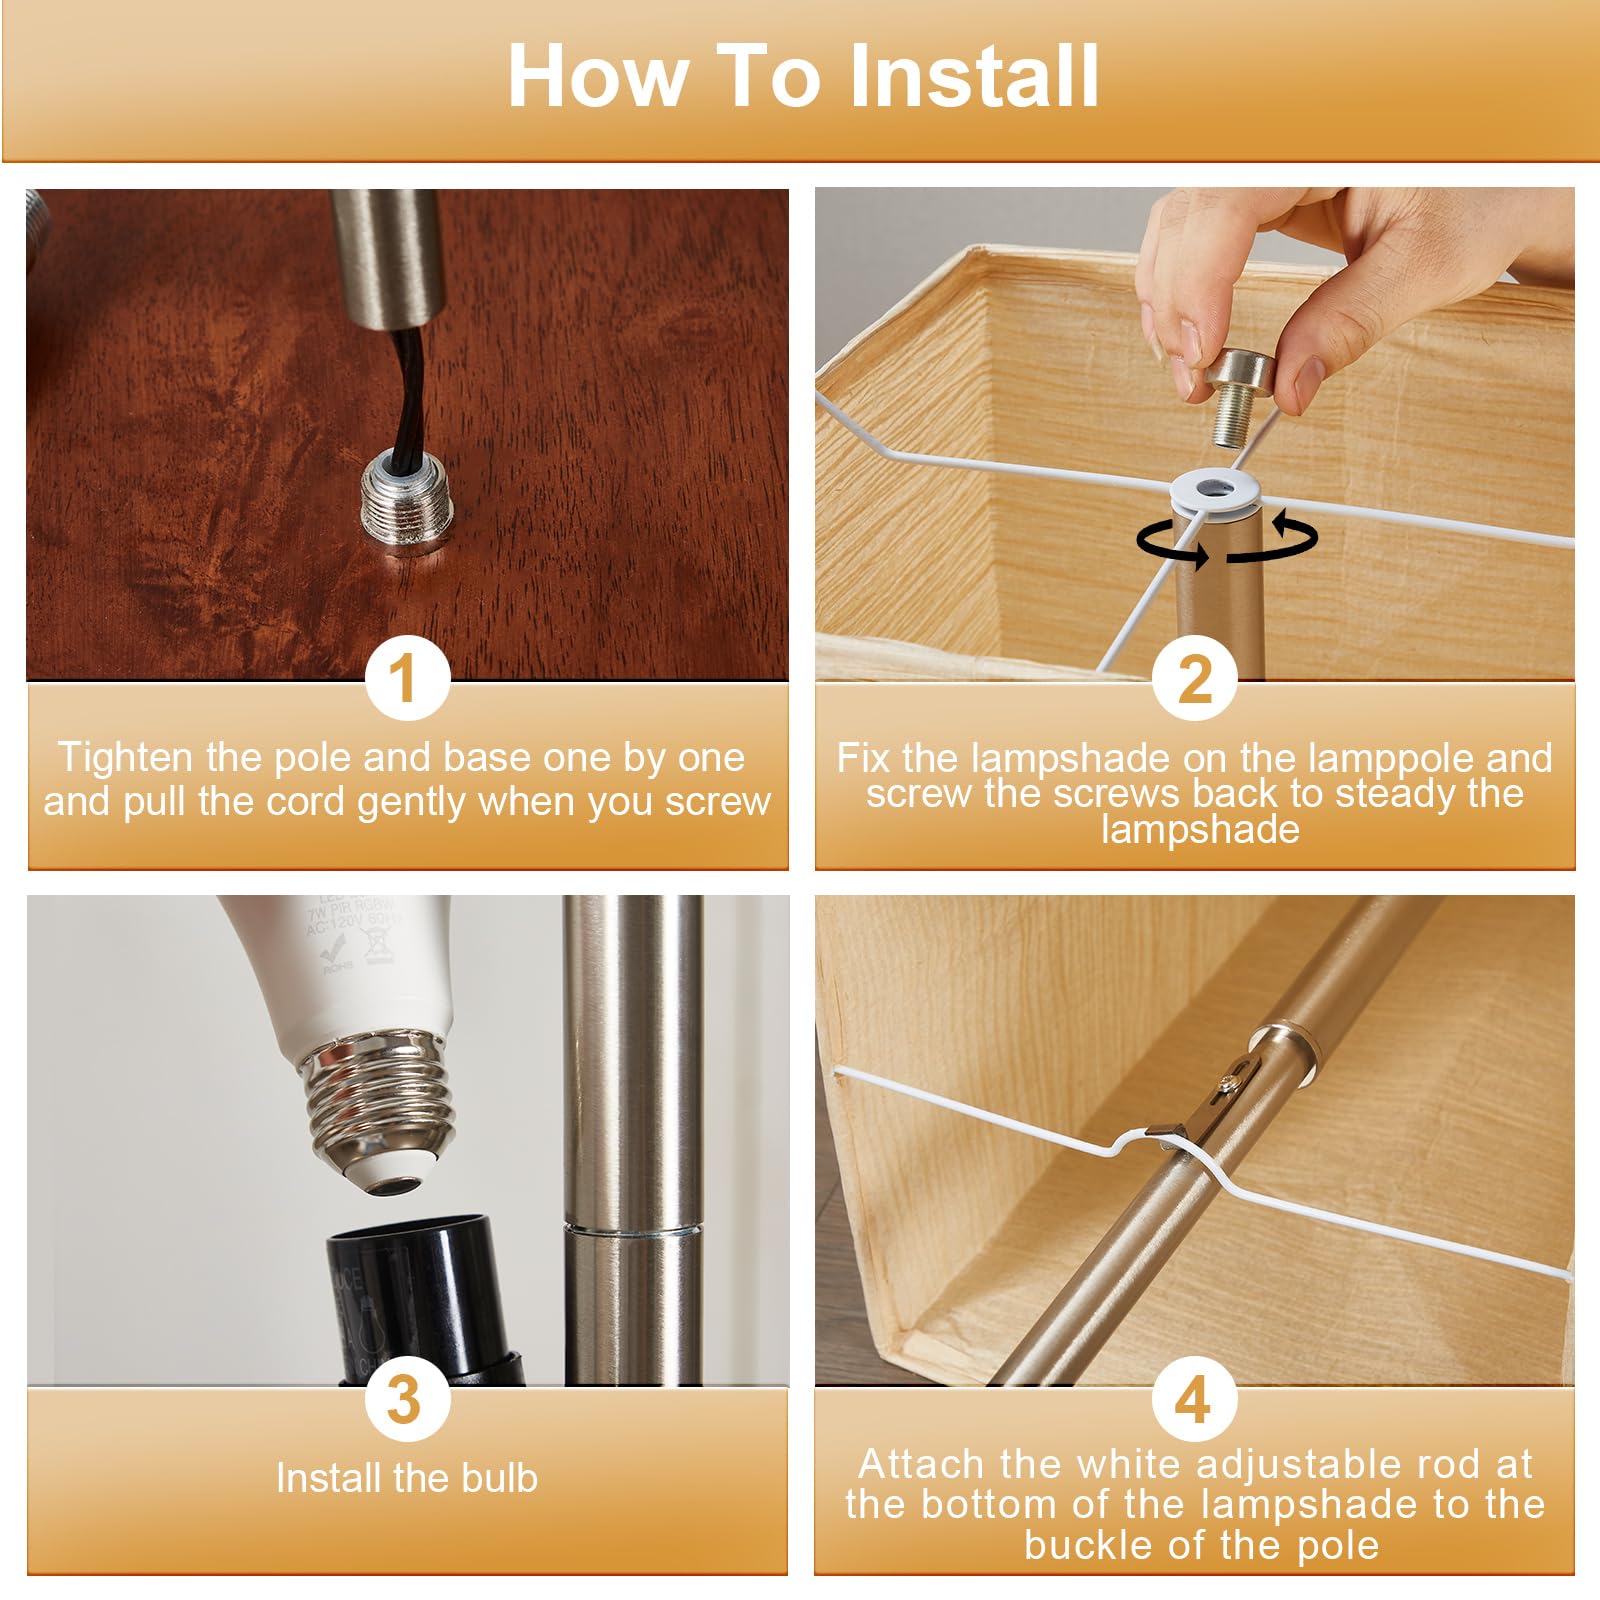 How To Install
1
Tighten the pole and base one by one
and pull the cord gently when you screw
2
Fix the lampshade on the lamppole and
screw the screws back to steady the
lampshade
7W PIR RGBW
AC:120V 60Hz
ROHS
3
Install the bulb
4
Attach the white adjustable rod at
the bottom of the lampshade to the
buckle of the pole